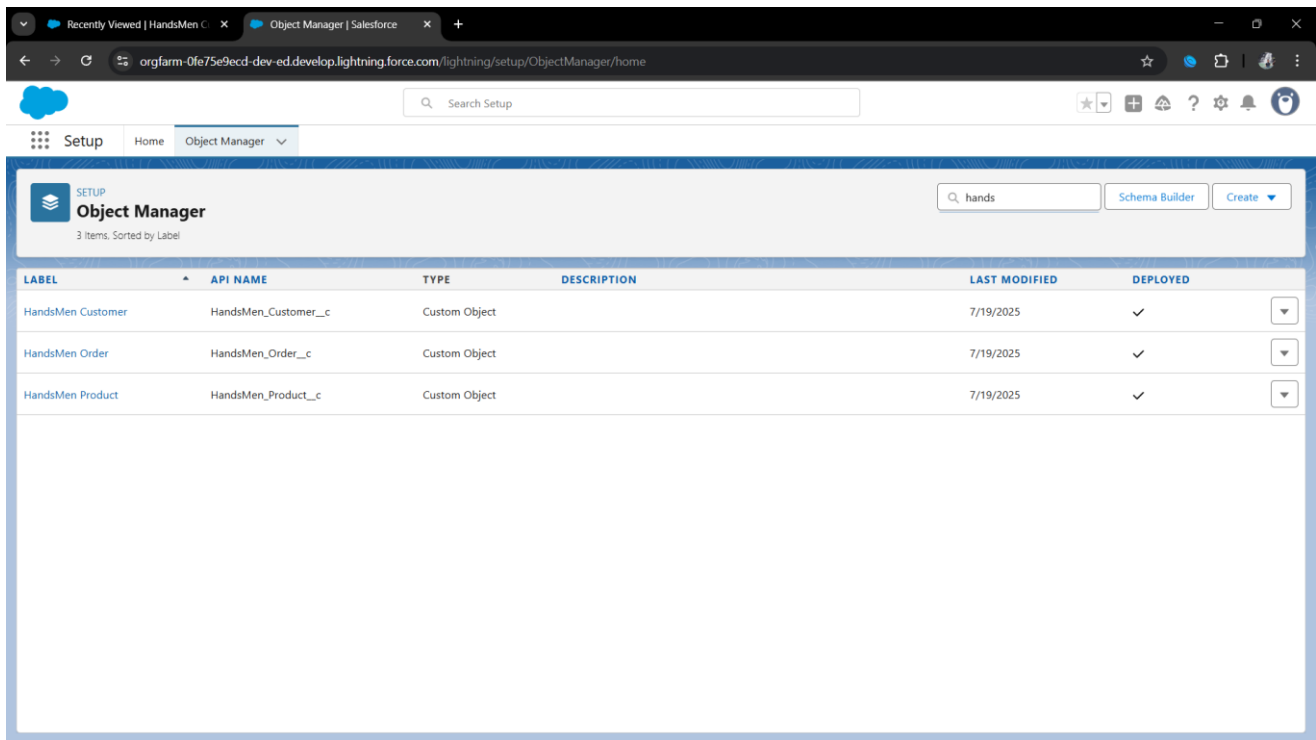 Recently Viewed | HandsMen C
Object Manager | Salesforce
orgfarm-0fe75e9ecd-dev-ed.develop.lightning.force.com/lightning/setup/ObjectManager/home
Search Setup
Setup Home Object Manager
SETUP
Object Manager
3 Items, Sorted by Label
hands
Schema Builder
Create
LABEL API NAME TYPE DESCRIPTION LAST MODIFIED DEPLOYED
HandsMen Customer HandsMen_Customer__c Custom Object 7/19/2025
HandsMen Order HandsMen_Order__c Custom Object 7/19/2025
HandsMen Product HandsMen_Product__c Custom Object 7/19/2025